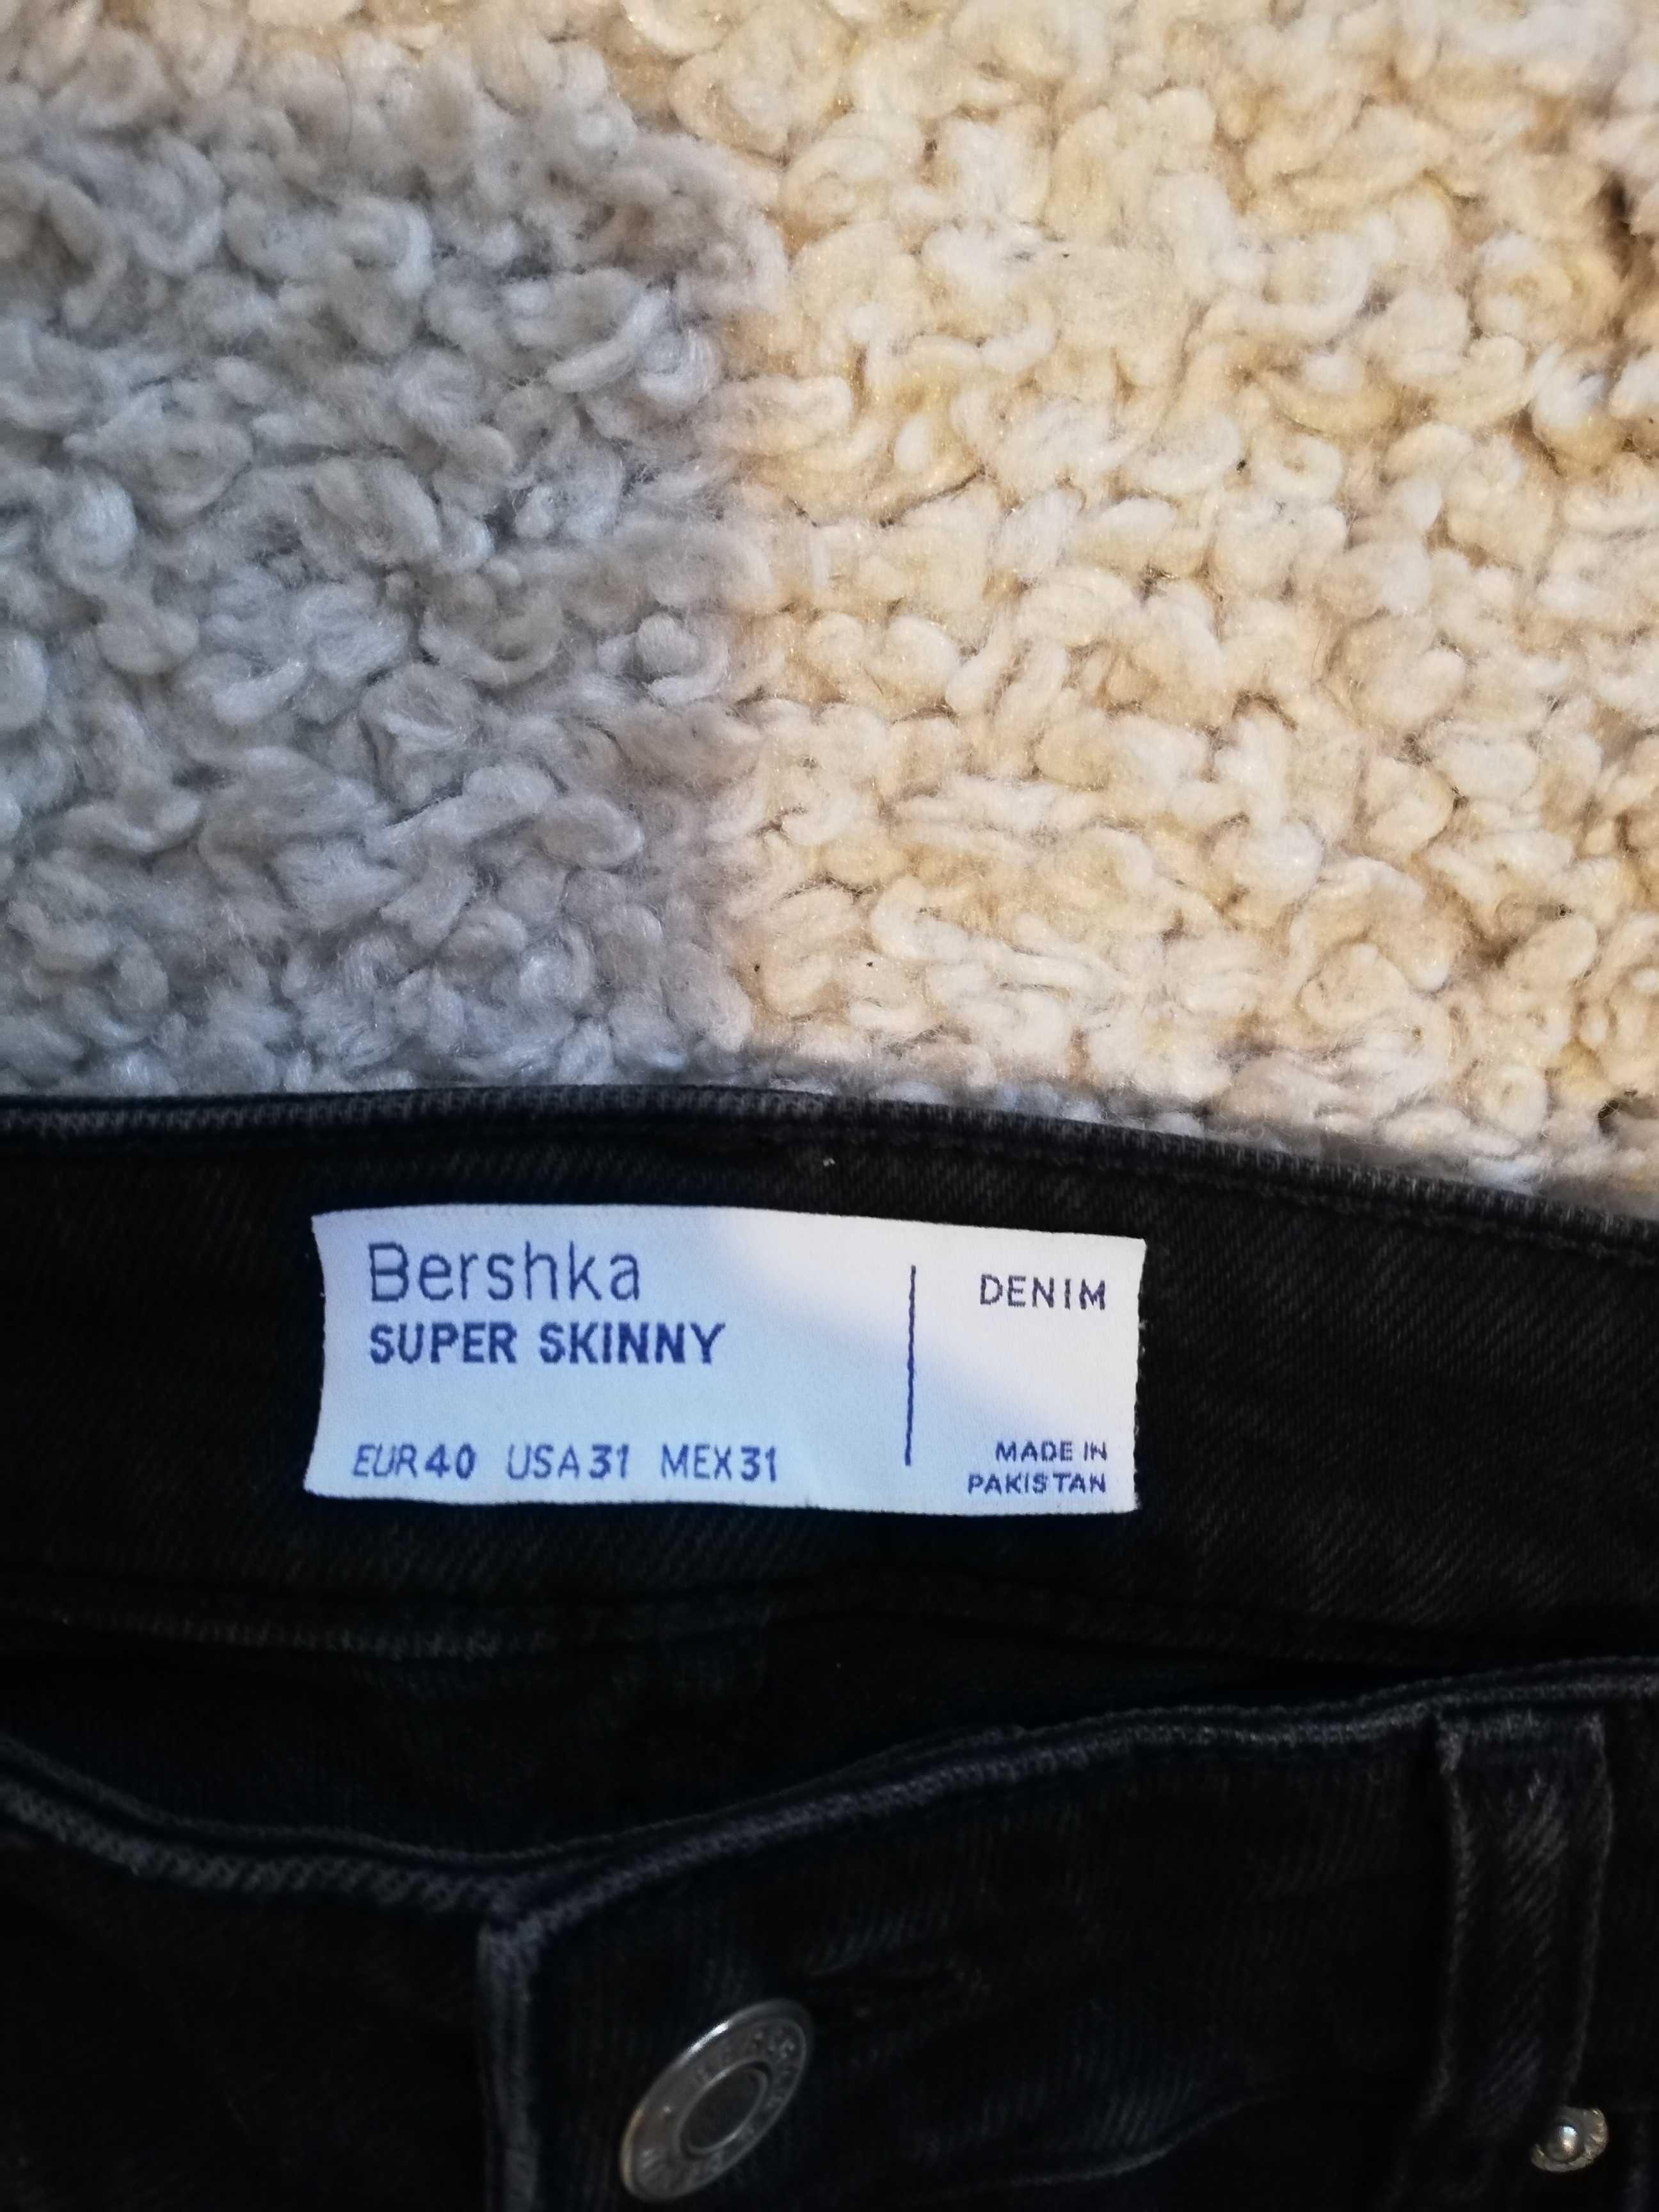 Bershka
SUPER SKINNY
EUR 40 USA 31 MEX 31
DENIM
MADE IN
PAKISTAN